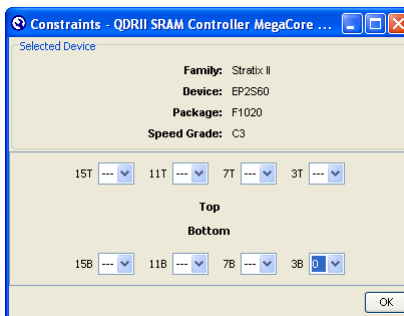 Constraints - QDRII SRAM Controller MegaCore ...
Selected Device
Family: Stratix II
Device: EP2S60
Package: F1020
Speed Grade: C3
15T --- 11T --- 7T --- 3T ---
Top
Bottom
15B --- 11B --- 7B --- 3B 0
OK